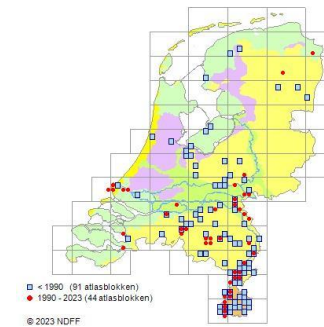 < 1990 (91 atlasblokken)
1990 - 2023 (44 atlasblokken)
© 2023 NDFF